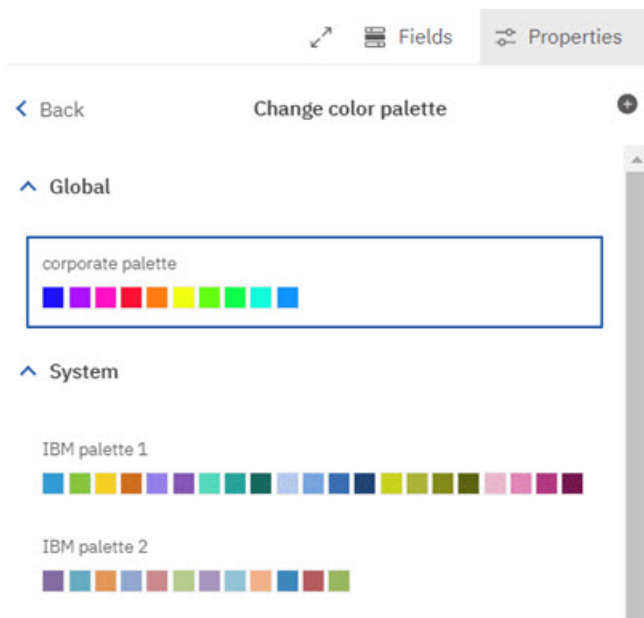 Fields Properties
Back Change color palette
Global
corporate palette
System
IBM palette 1
IBM palette 2